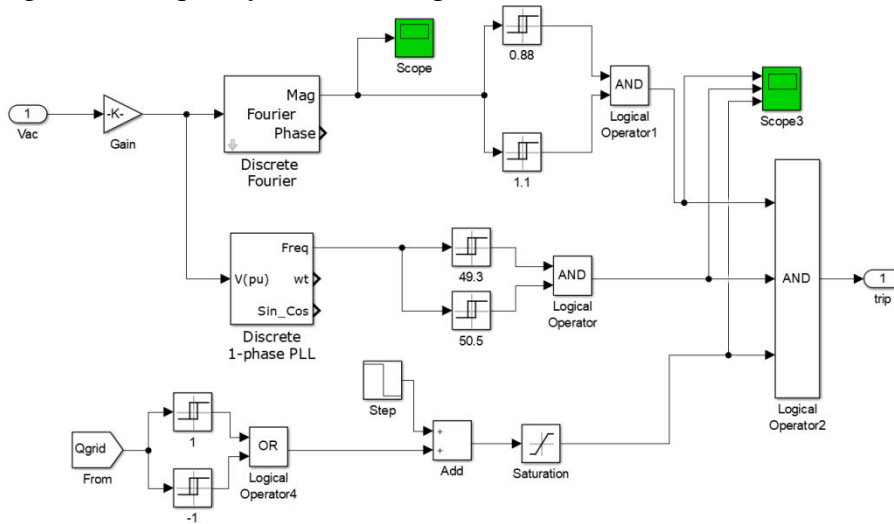 0.88
Scope
Mag
Fourier
Phase
AND
Logical
Operator1
Scope3
1
Vac
-K-
Gain
Discrete
Fourier
1.1
Freq
V(pu)
wt
Sin_Cos
Discrete
1-phase PLL
49.3
50.5
AND
Logical
Operator
AND
Logical
Operator2
1
trip
Step
Qgrid
From
1
-1
OR
Logical
Operator4
+
+
Add
Saturation